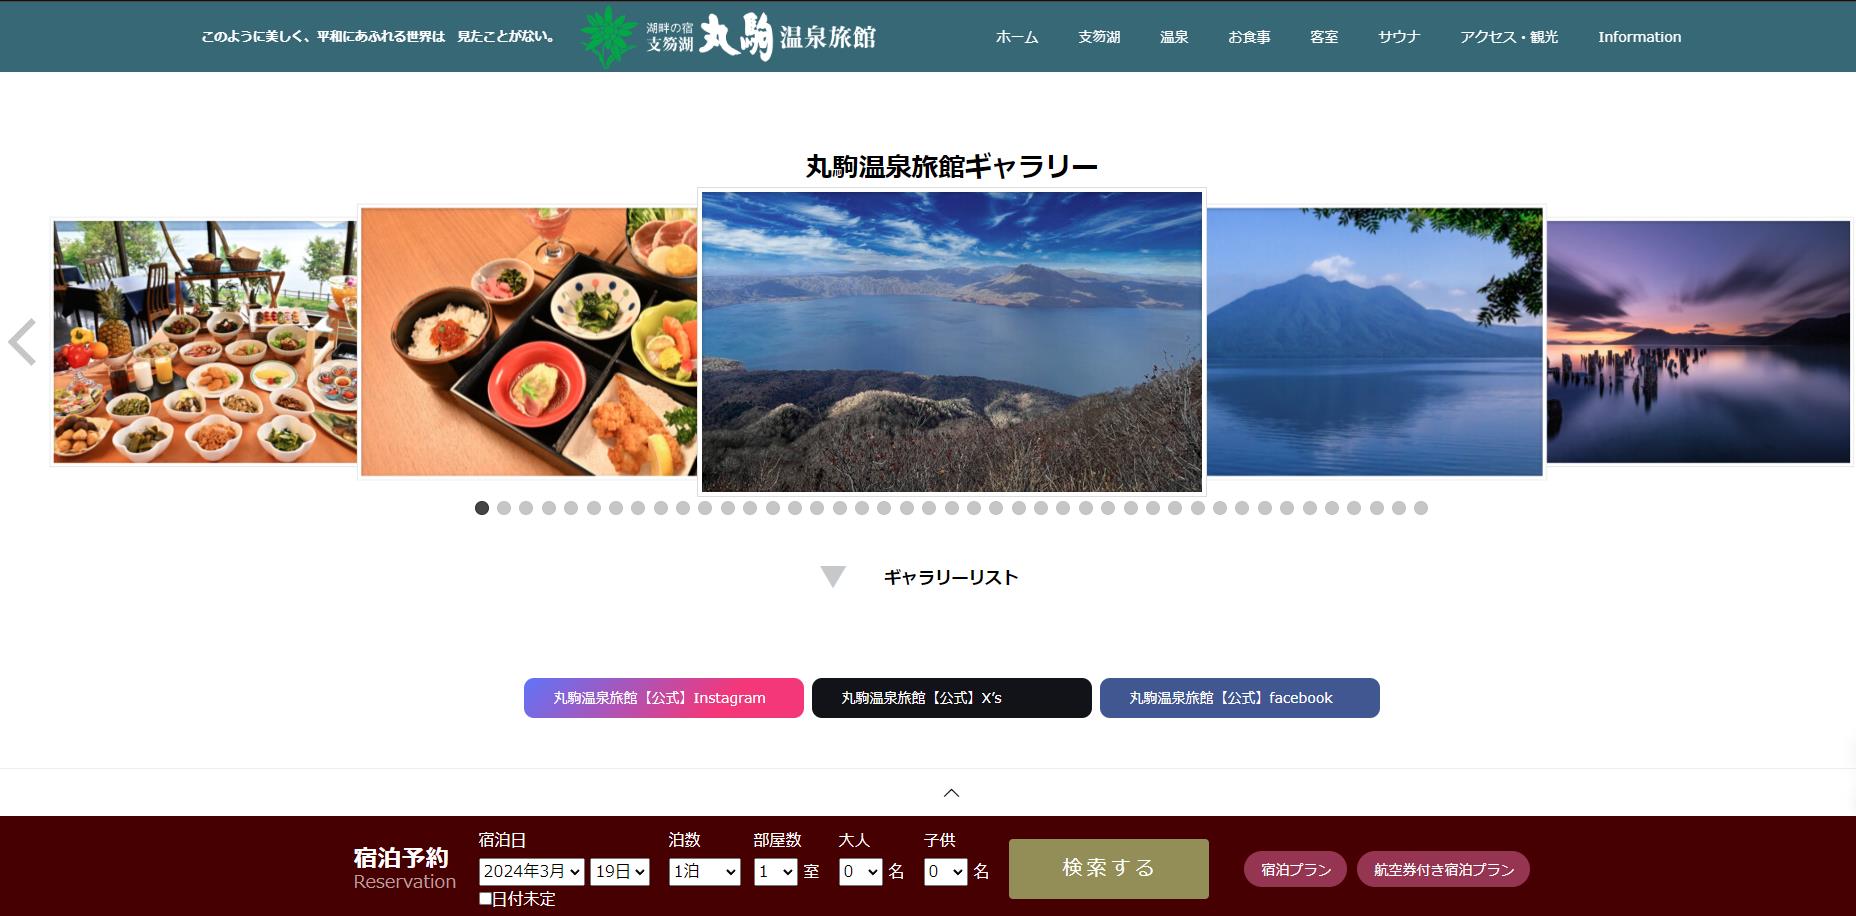 このように美しく、平和にあふれる世界は　見たことがない。
湖畔の宿
支笏湖
丸駒
温泉旅館
ホーム
支笏湖
温泉
お食事
客室
サウナ
アクセス・観光
Information
丸駒温泉旅館ギャラリー
ギャラリーリスト
丸駒温泉旅館【公式】Instagram
丸駒温泉旅館【公式】X’s
丸駒温泉旅館【公式】facebook
宿泊予約
Reservation
宿泊日
2024年3月
19日
日付未定
泊数
1泊
部屋数
1
室
大人
0
名
子供
0
名
検索する
宿泊プラン
航空券付き宿泊プラン